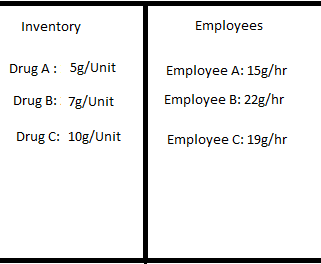 Inventory
Drug A : 5g/Unit
Drug B: 7g/Unit
Drug C: 10g/Unit
Employees
Employee A: 15g/hr
Employee B: 22g/hr
Employee C: 19g/hr